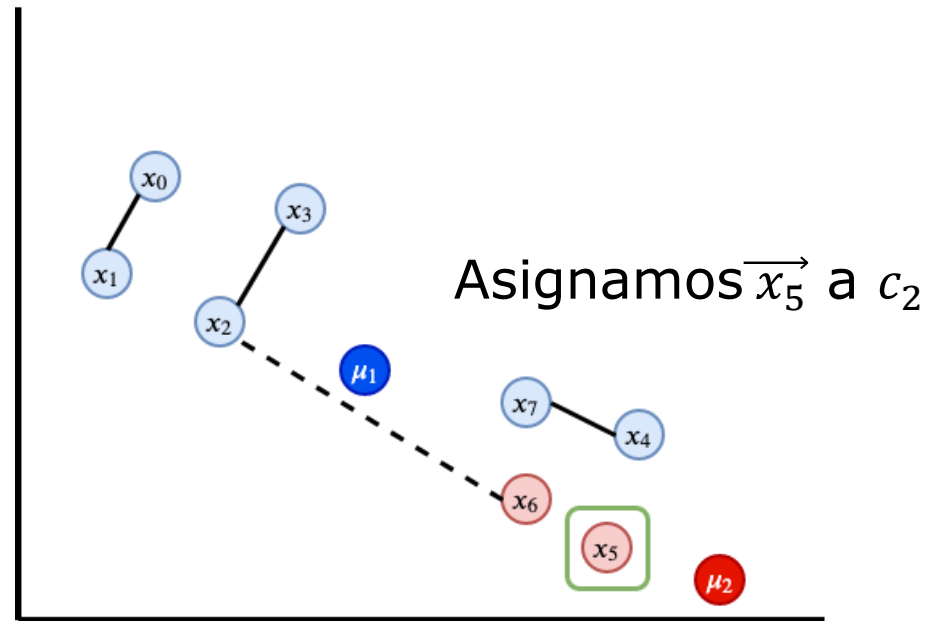 x₀
x₃
x₁
Asignamos x₅⃗ a c₂
x₂
μ₁
x₇
x₄
x₆
x₅
μ₂